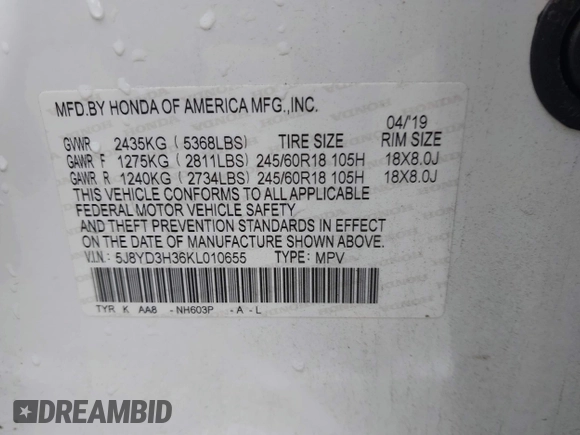 MFD.BY HONDA OF AMERICA MFG.,INC.
04/'19
GVWR 2435KG ( 5368LBS) TIRE SIZE RIM SIZE
GAWR F 1275KG ( 2811LBS) 245/60R18 105H 18X8.0J
GAWR R 1240KG ( 2734LBS) 245/60R18 105H 18X8.0J
THIS VEHICLE CONFORMS TO ALL APPLICABLE
FEDERAL MOTOR VEHICLE SAFETY
AND THEFT PREVENTION STANDARDS IN EFFECT
ON THE DATE OF MANUFACTURE SHOWN ABOVE.
V.I.N.: 5J8YD3H36KL010655 TYPE: MPV
TYR K AA8 -NH603P -A -L
DREAMBID